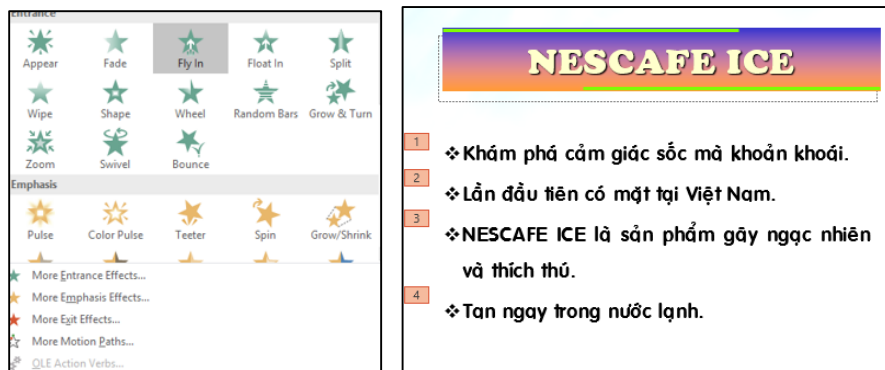 Entrance
Appear Fade Fly In Float In Split
Wipe Shape Wheel Random Bars Grow & Turn
Zoom Swivel Bounce
Emphasis
Pulse Color Pulse Teeter Spin Grow/Shrink
More Entrance Effects...
More Emphasis Effects...
More Exit Effects...
More Motion Paths...
OLE Action Verbs...
NESCAFE ICE
1
❖Khám phá cảm giác sốc mà khoản khoái.
2
❖Lần đầu tiên có mặt tại Việt Nam.
3
❖NESCAFE ICE là sản phẩm gây ngạc nhiên
và thích thú.
4
❖Tan ngay trong nước lạnh.